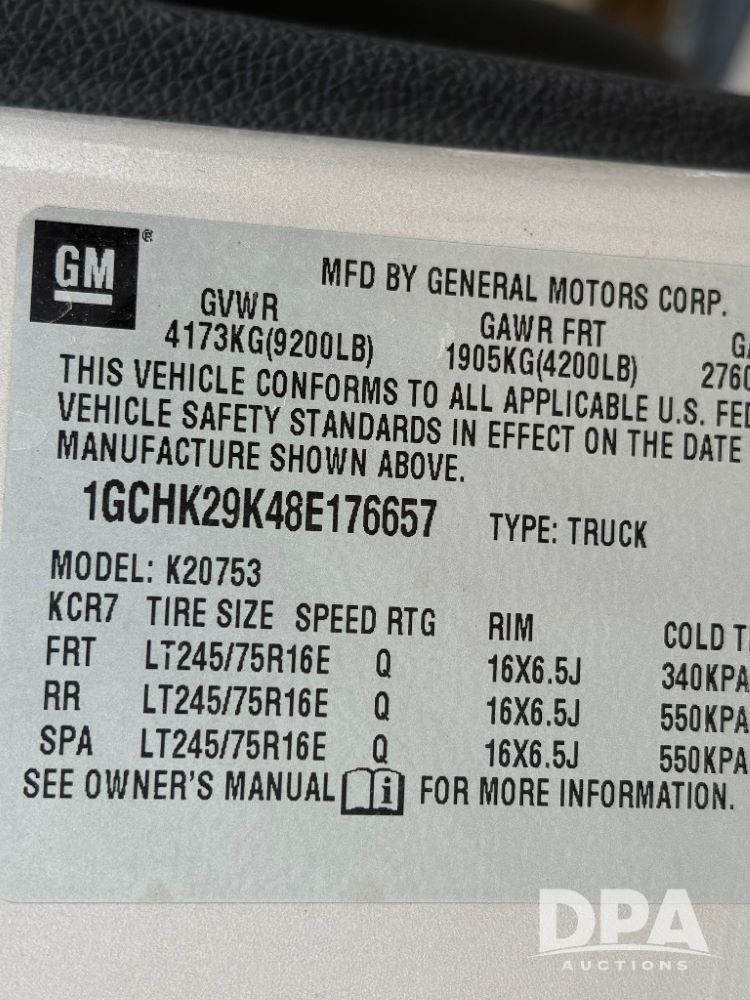 GM
MFD BY GENERAL MOTORS CORP.
GVWR GAWR FRT
4173KG(9200LB) 1905KG(4200LB)
THIS VEHICLE CONFORMS TO ALL APPLICABLE U.S.
VEHICLE SAFETY STANDARDS IN EFFECT ON THE DATE
MANUFACTURE SHOWN ABOVE.
1GCHK29K48E176657 TYPE: TRUCK
MODEL: K20753
KCR7 TIRE SIZE SPEED RTG RIM COLD
FRT LT245/75R16E Q 16X6.5J 340KPA
RR LT245/75R16E Q 16X6.5J 550KPA
SPA LT245/75R16E Q 16X6.5J 550KPA
SEE OWNER'S MANUAL i FOR MORE INFORMATION.
DPA
AUCTIONS